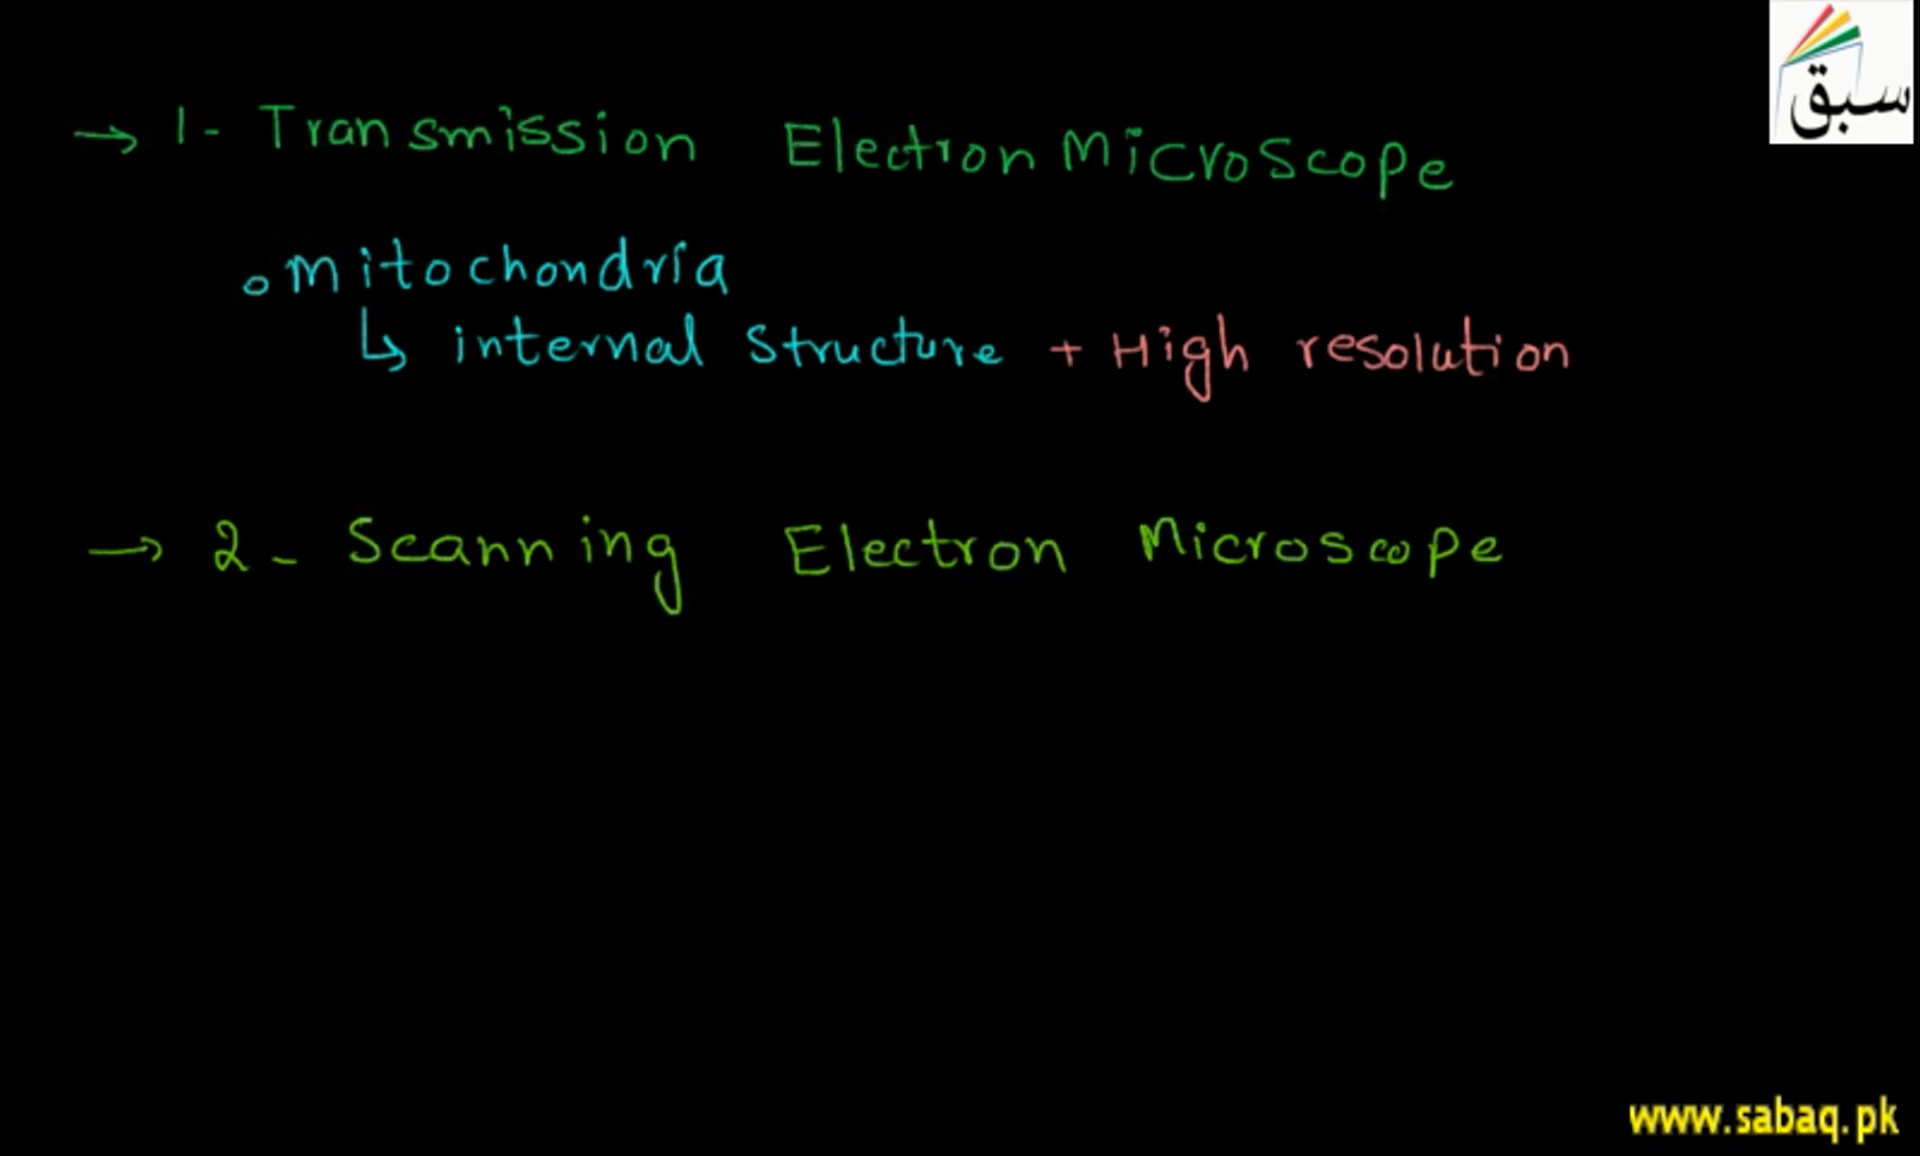 سبق
→ 1- Transmission Electron Microscope
∘ Mitochondria
↳ internal structure + High resolution
→ 2- Scanning Electron Microscope
www.sabaq.pk